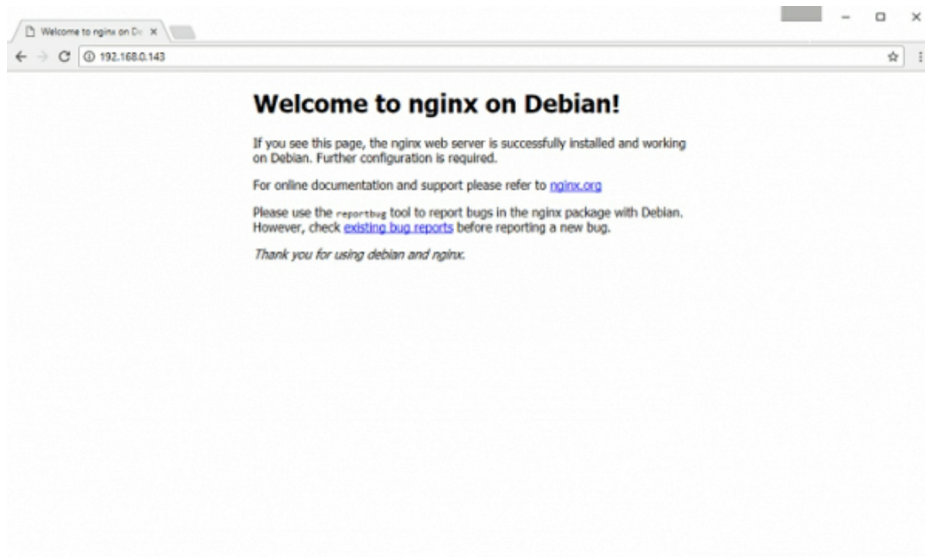 Welcome to nginx on De
192.168.0.143
Welcome to nginx on Debian!
If you see this page, the nginx web server is successfully installed and working
on Debian. Further configuration is required.
For online documentation and support please refer to nginx.org
Please use the reportbug tool to report bugs in the nginx package with Debian.
However, check existing bug reports before reporting a new bug.
Thank you for using debian and nginx.